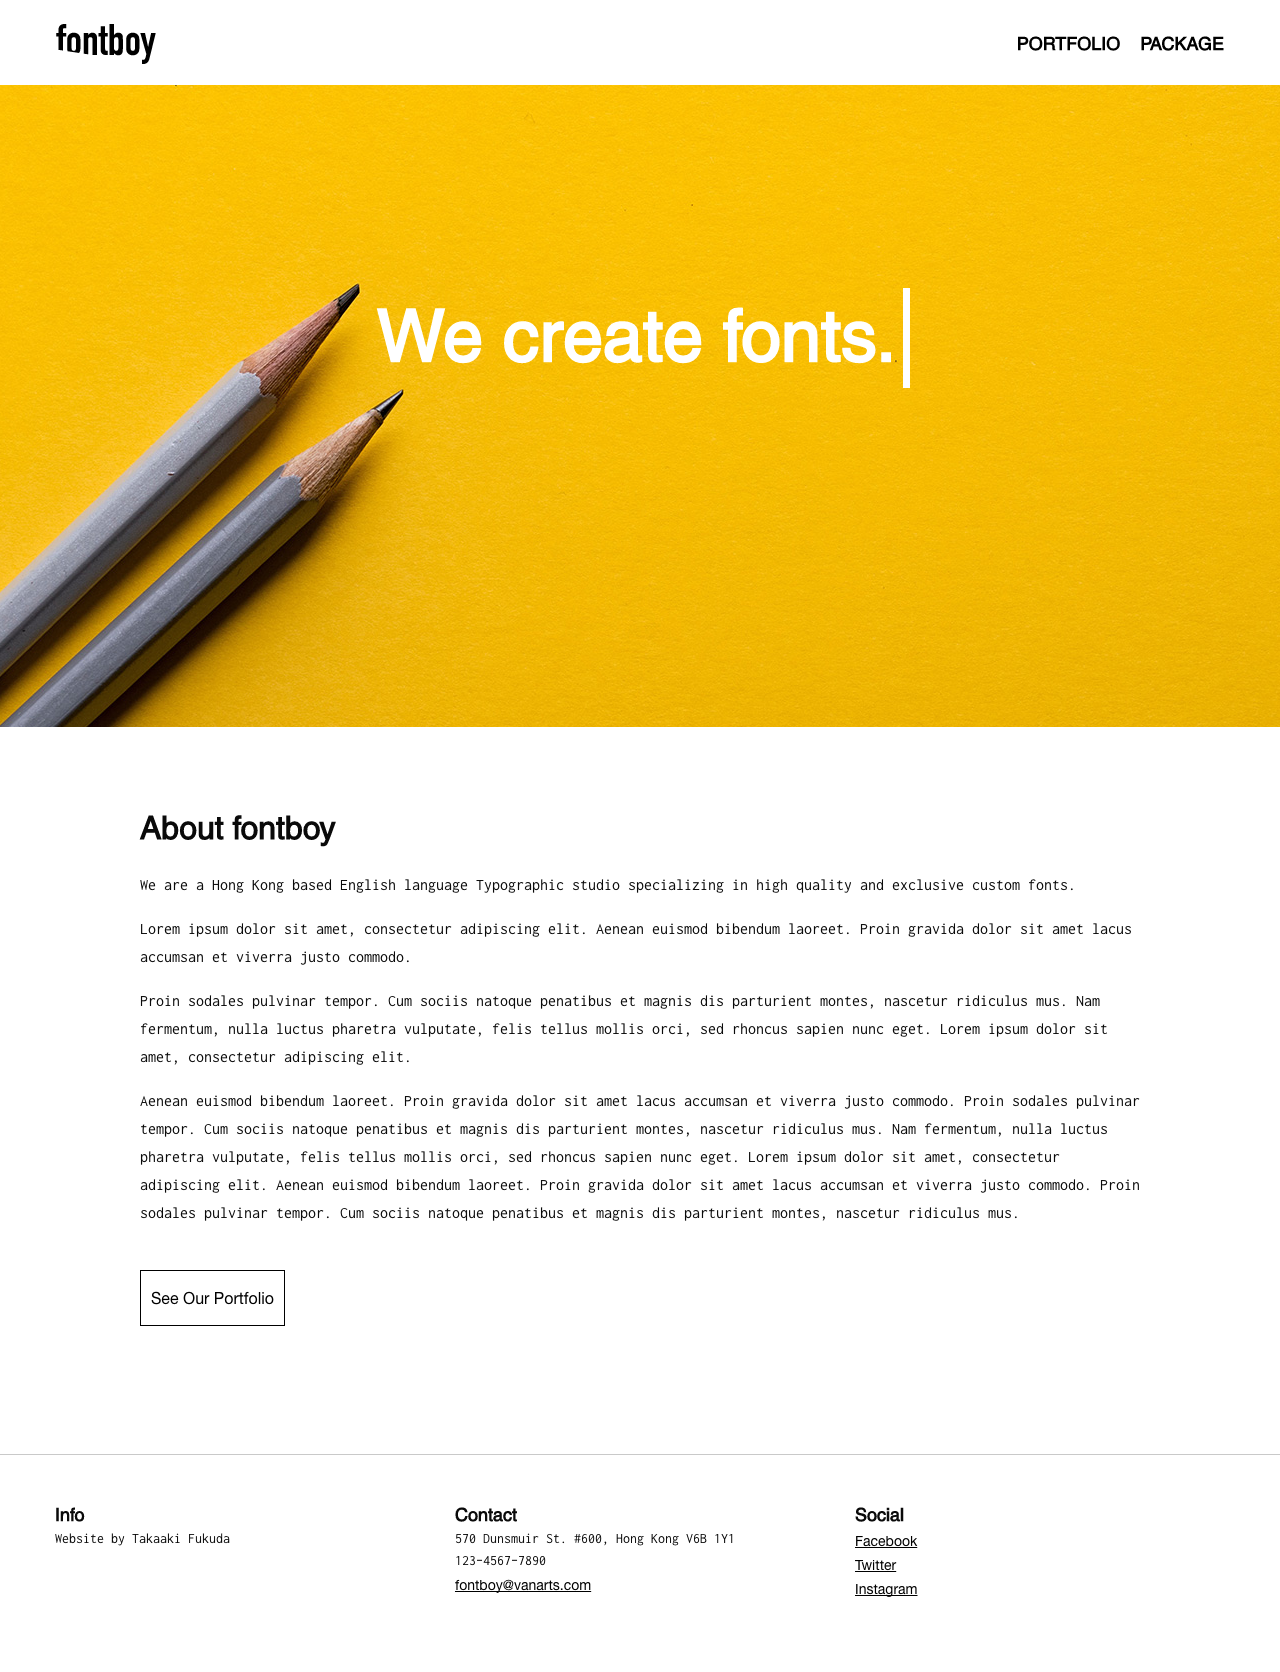 fontboy
PORTFOLIO PACKAGE
We create fonts.
About fontboy
We are a Hong Kong based English language Typographic studio specializing in high quality and exclusive custom fonts.
Lorem ipsum dolor sit amet, consectetur adipiscing elit. Aenean euismod bibendum laoreet. Proin gravida dolor sit amet lacus
accumsan et viverra justo commodo.
Proin sodales pulvinar tempor. Cum sociis natoque penatibus et magnis dis parturient montes, nascetur ridiculus mus. Nam
fermentum, nulla luctus pharetra vulputate, felis tellus mollis orci, sed rhoncus sapien nunc eget. Lorem ipsum dolor sit
amet, consectetur adipiscing elit.
Aenean euismod bibendum laoreet. Proin gravida dolor sit amet lacus accumsan et viverra justo commodo. Proin sodales pulvinar
tempor. Cum sociis natoque penatibus et magnis dis parturient montes, nascetur ridiculus mus. Nam fermentum, nulla luctus
pharetra vulputate, felis tellus mollis orci, sed rhoncus sapien nunc eget. Lorem ipsum dolor sit amet, consectetur
adipiscing elit. Aenean euismod bibendum laoreet. Proin gravida dolor sit amet lacus accumsan et viverra justo commodo. Proin
sodales pulvinar tempor. Cum sociis natoque penatibus et magnis dis parturient montes, nascetur ridiculus mus.
See Our Portfolio
Info
Website by Takaaki Fukuda
Contact
570 Dunsmuir St. #600, Hong Kong V6B 1Y1
123-4567-7890
fontboy@vanarts.com
Social
Facebook
Twitter
Instagram